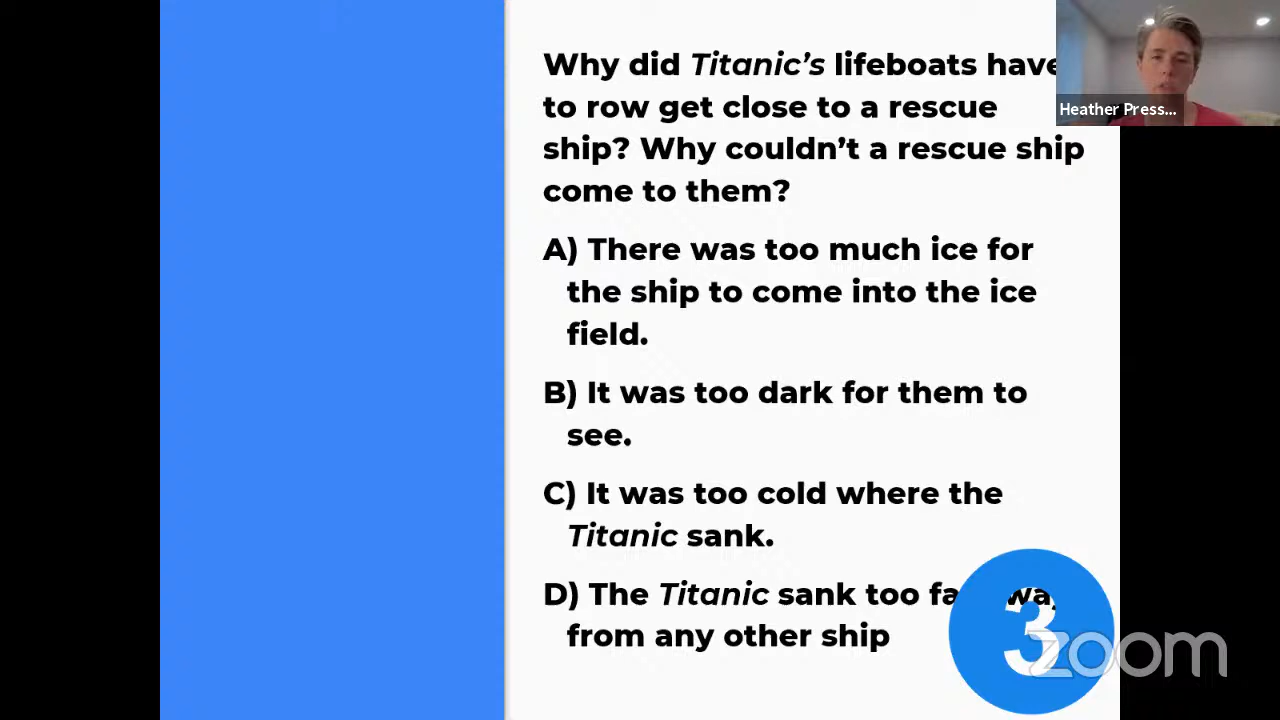 Why did Titanic's lifeboats have
to row get close to a rescue
ship? Why couldn't a rescue ship
come to them?
A) There was too much ice for
the ship to come into the ice
field.
B) It was too dark for them to
see.
C) It was too cold where the
Titanic sank.
D) The Titanic sank too
from any other ship
3
zoom
Heather Press...